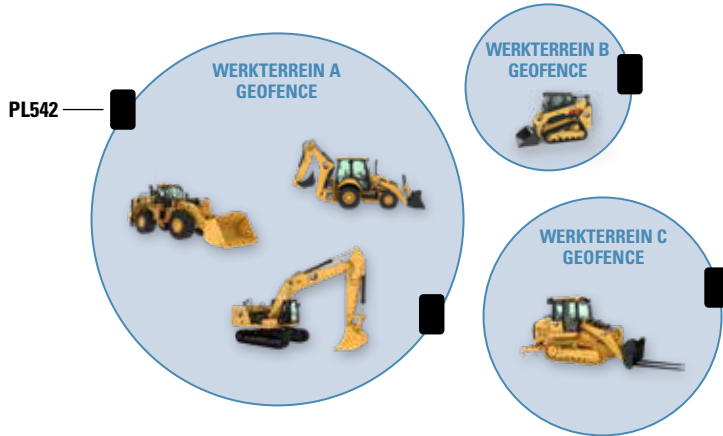 WERKTERREIN A
GEOFENCE
PL542
WERKTERREIN B
GEOFENCE
WERKTERREIN C
GEOFENCE